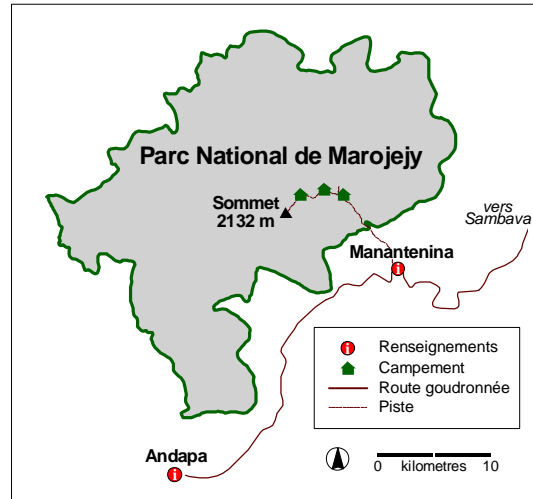 Parc National de Marojejy
Sommet
2132 m
vers
Sambava
Manantenina
Renseignements
Campement
Route goudronnée
Piste
Andapa
0 kilometres 10